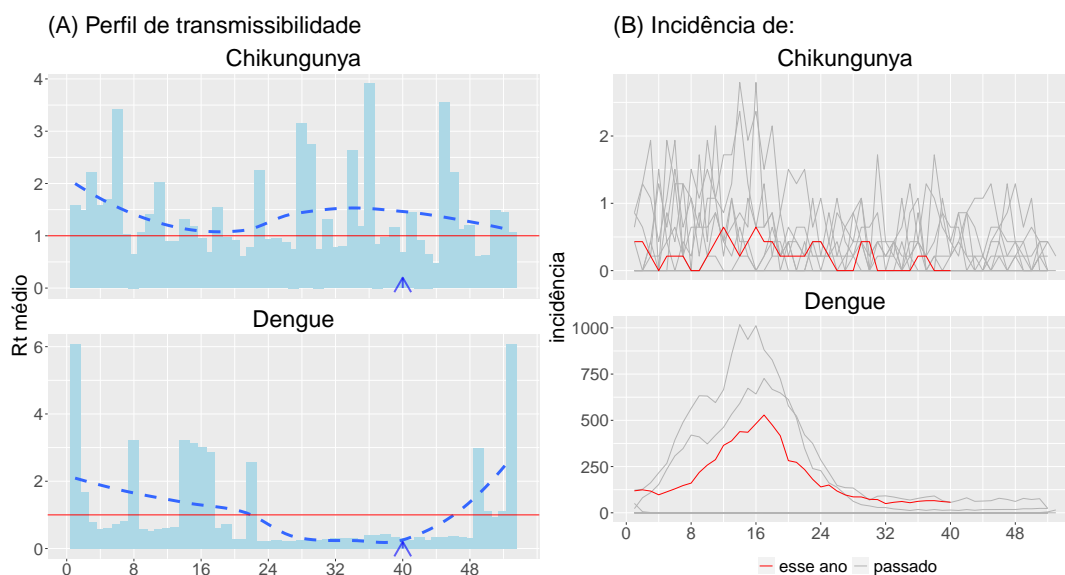 (A) Perfil de transmissibilidade
Chikungunya
4
3
2
1
0
Dengue
6
4
2
0
Rt médio
0 8 16 24 32 40 48
(B) Incidência de:
Chikungunya
2
1
0
Dengue
1000
750
500
250
0
incidência
0 8 16 24 32 40 48
esse ano passado